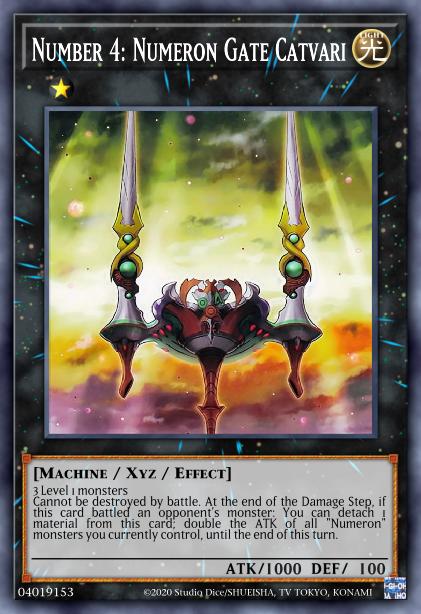 NUMBER 4: NUMERON GATE CATVARI
LIGHT
光
[MACHINE / XYZ / EFFECT]
3 Level 1 monsters
Cannot be destroyed by battle. At the end of the Damage Step, if
this card battled an opponent's monster: You can detach 1
material from this card; double the ATK of all "Numeron"
monsters you currently control, until the end of this turn.
ATK/1000 DEF/ 100
04019153
©2020 Studio Dice/SHUEISHA, TV TOKYO, KONAMI